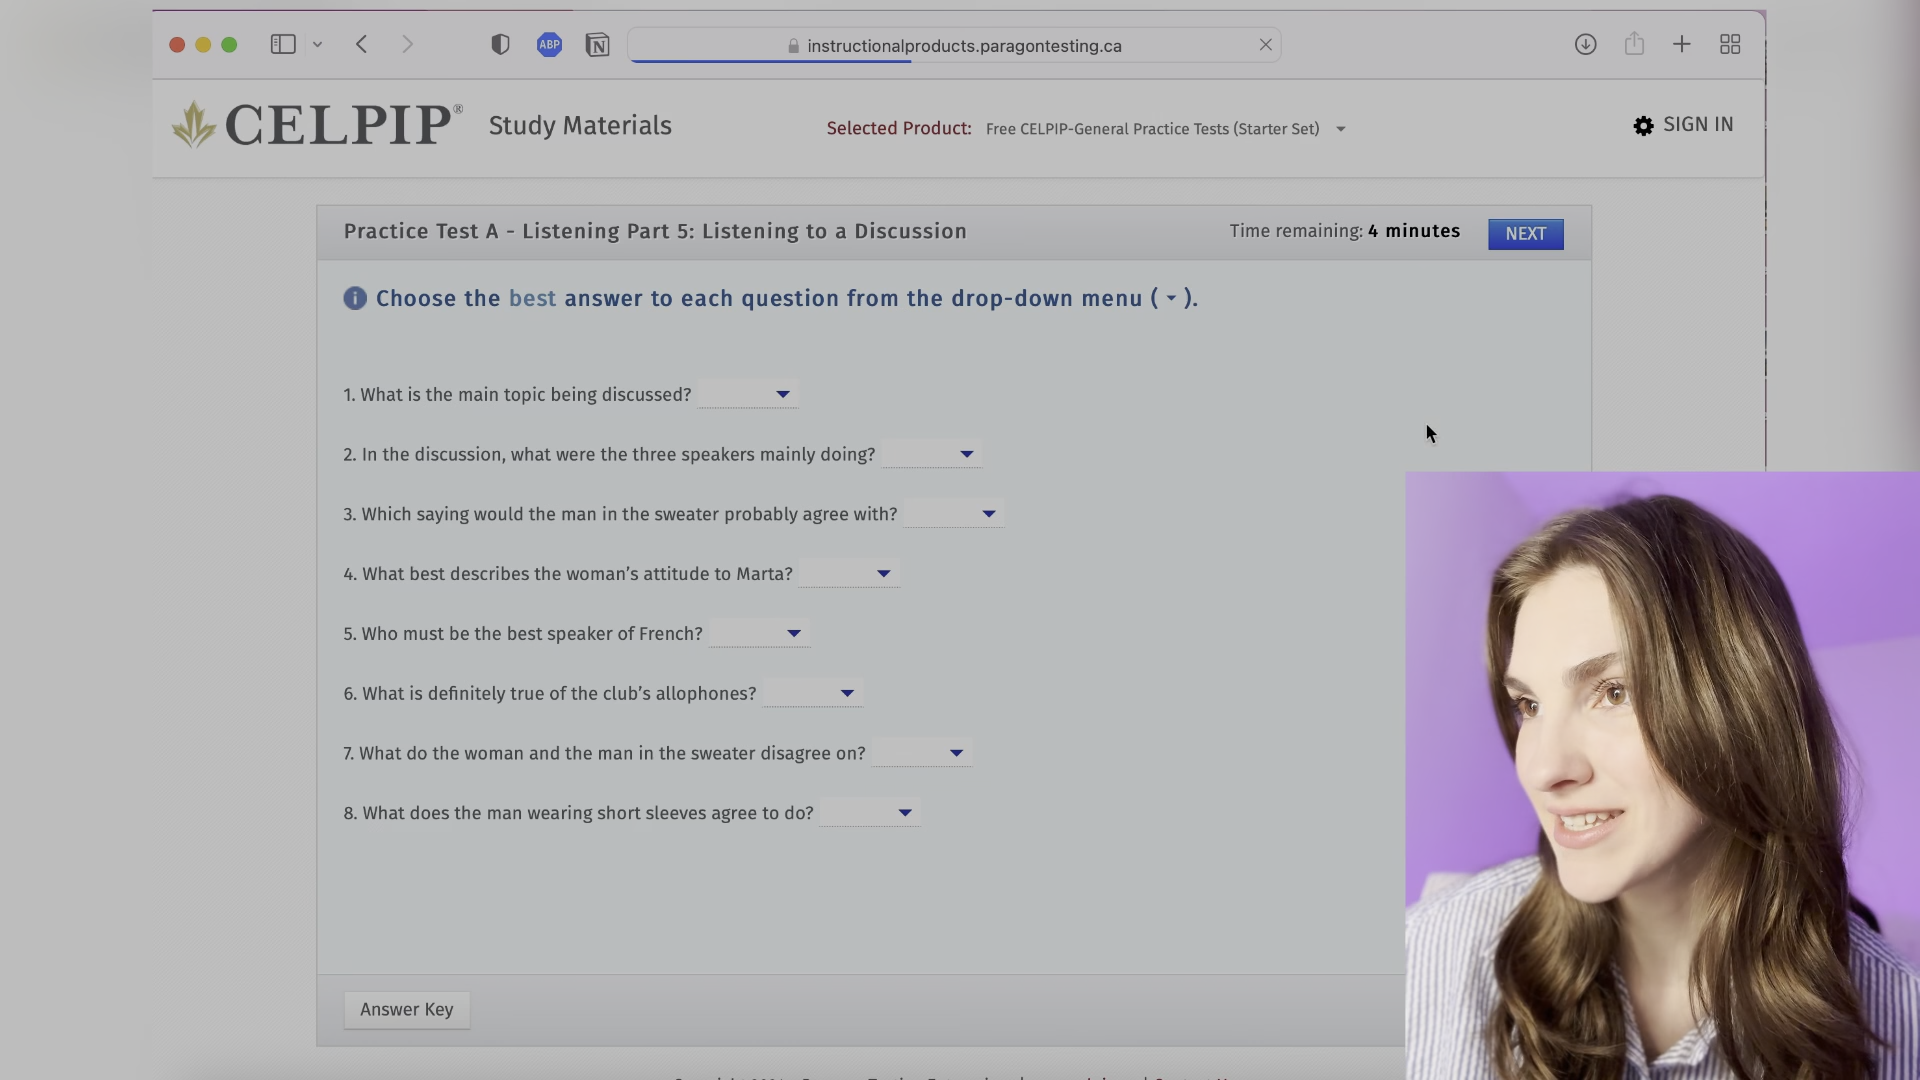 ABP
instructionalproducts.paragontesting.ca
CELPIP® Study Materials
Selected Product: Free CELPIP-General Practice Tests (Starter Set)
SIGN IN
Practice Test A - Listening Part 5: Listening to a Discussion
Time remaining: 4 minutes
NEXT
Choose the best answer to each question from the drop-down menu ( ).
1. What is the main topic being discussed?
2. In the discussion, what were the three speakers mainly doing?
3. Which saying would the man in the sweater probably agree with?
4. What best describes the woman's attitude to Marta?
5. Who must be the best speaker of French?
6. What is definitely true of the club's allophones?
7. What do the woman and the man in the sweater disagree on?
8. What does the man wearing short sleeves agree to do?
Answer Key